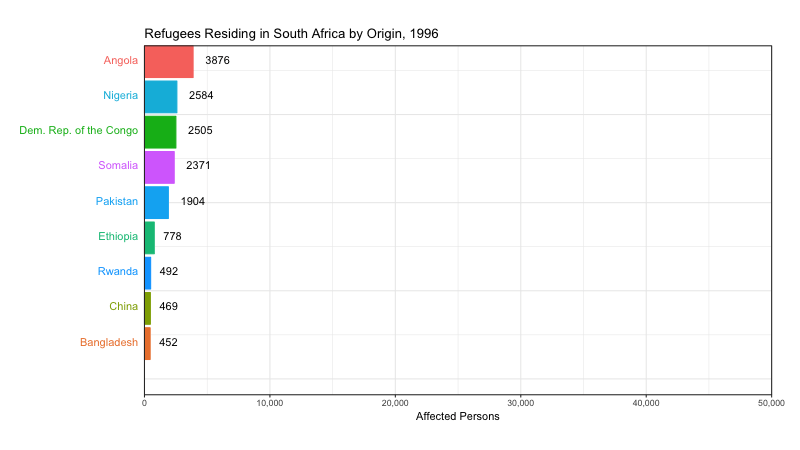 Refugees Residing in South Africa by Origin, 1996
Angola 3876
Nigeria 2584
Dem. Rep. of the Congo 2505
Somalia 2371
Pakistan 1904
Ethiopia 778
Rwanda 492
China 469
Bangladesh 452
0 10,000 20,000 30,000 40,000 50,000
Affected Persons